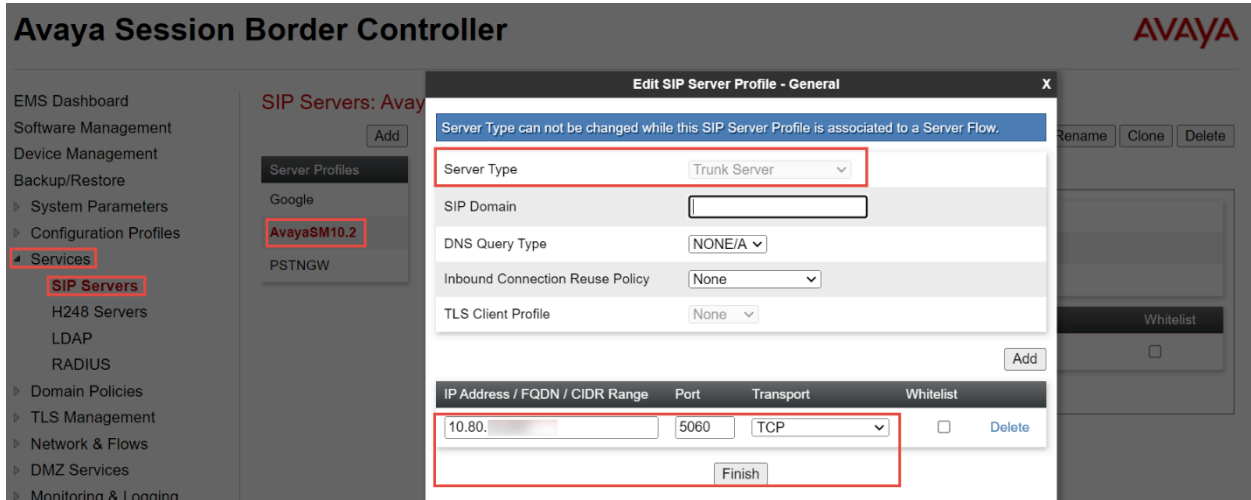 Avaya Session Border Controller
AVAYA
EMS Dashboard
Software Management
Device Management
Backup/Restore
System Parameters
Configuration Profiles
Services
SIP Servers
H248 Servers
LDAP
RADIUS
Domain Policies
TLS Management
Network & Flows
DMZ Services
Monitoring & Logging
SIP Servers: Avay
Add
Server Profiles
Google
AvayaSM10.2
PSTNGW
Rename Clone Delete
Whitelist
Edit SIP Server Profile - General X
Server Type can not be changed while this SIP Server Profile is associated to a Server Flow.
Server Type Trunk Server
SIP Domain
DNS Query Type NONE/A
Inbound Connection Reuse Policy None
TLS Client Profile None
Add
IP Address / FQDN / CIDR Range Port Transport Whitelist
10.80. 5060 TCP Delete
Finish